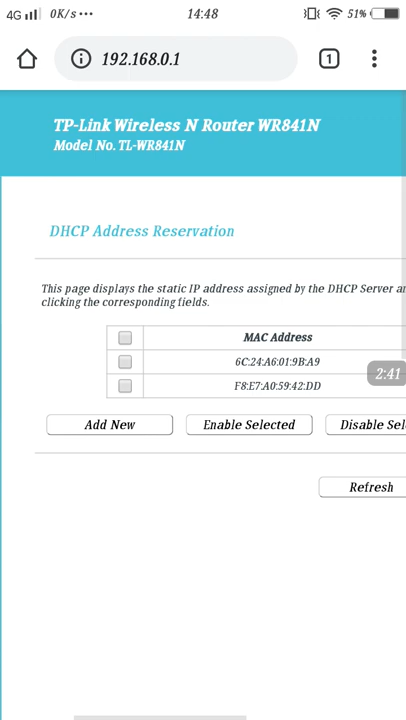 4G 0K/s ••• 14:48 51%
192.168.0.1 1
TP-Link Wireless N Router WR841N
Model No. TL-WR841N
DHCP Address Reservation
This page displays the static IP address assigned by the DHCP Server an
clicking the corresponding fields.
MAC Address
6C:24:A6:01:9B:A9
2:41
F8:E7:A0:59:42:DD
Add New Enable Selected Disable Sel
Refresh